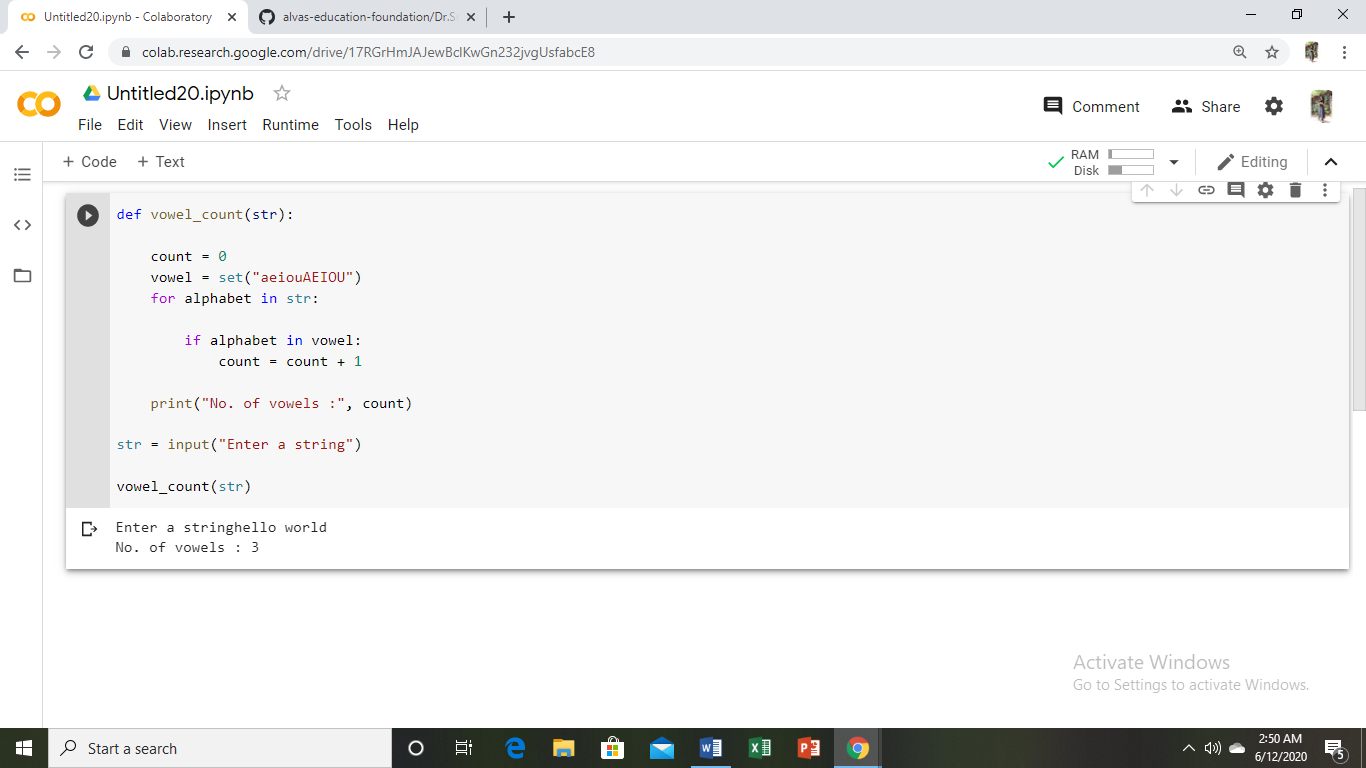 Untitled20.ipynb - Colaboratory
alvas-education-foundation/Dr.S
colab.research.google.com/drive/17RGrHmJAJewBclKwGn232jvgUsfabcE8
Untitled20.ipynb
Comment
Share
File Edit View Insert Runtime Tools Help
+ Code + Text
RAM
Disk
Editing
def vowel_count(str):
count = 0
vowel = set("aeiouAEIOU")
for alphabet in str:
if alphabet in vowel:
count = count + 1
print("No. of vowels :", count)
str = input("Enter a string")
vowel_count(str)
Enter a stringhello world
No. of vowels : 3
Activate Windows
Go to Settings to activate Windows.
Start a search
2:50 AM
6/12/2020
5